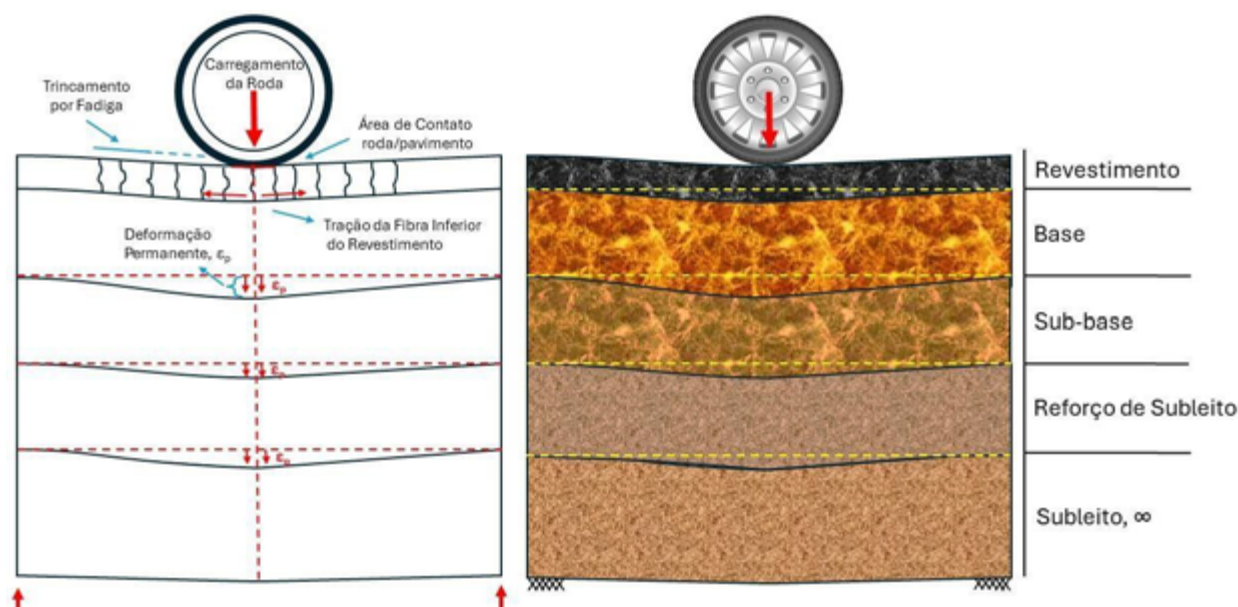 Carregamento
da Roda
Trincamento
por Fadiga
Área de Contato
roda/pavimento
Tração da Fibra Inferior
do Revestimento
Deformação
Permanente, εp
εp
εp
εp
Revestimento
Base
Sub-base
Reforço de Subleito
Subleito, ∞